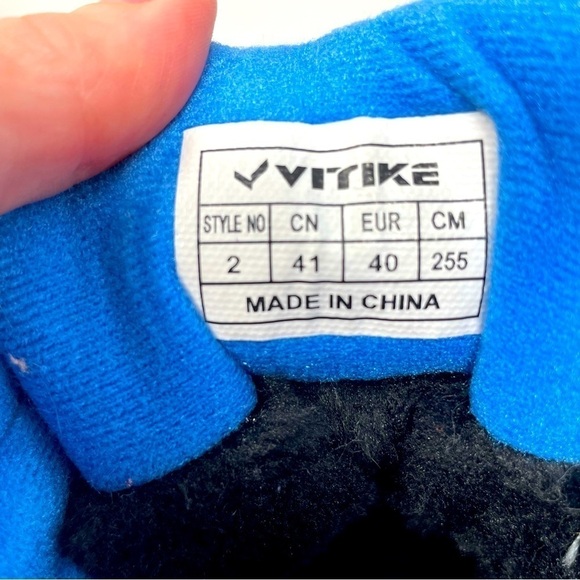 VITIKE
STYLE NO CN EUR CM
2 41 40 255
MADE IN CHINA